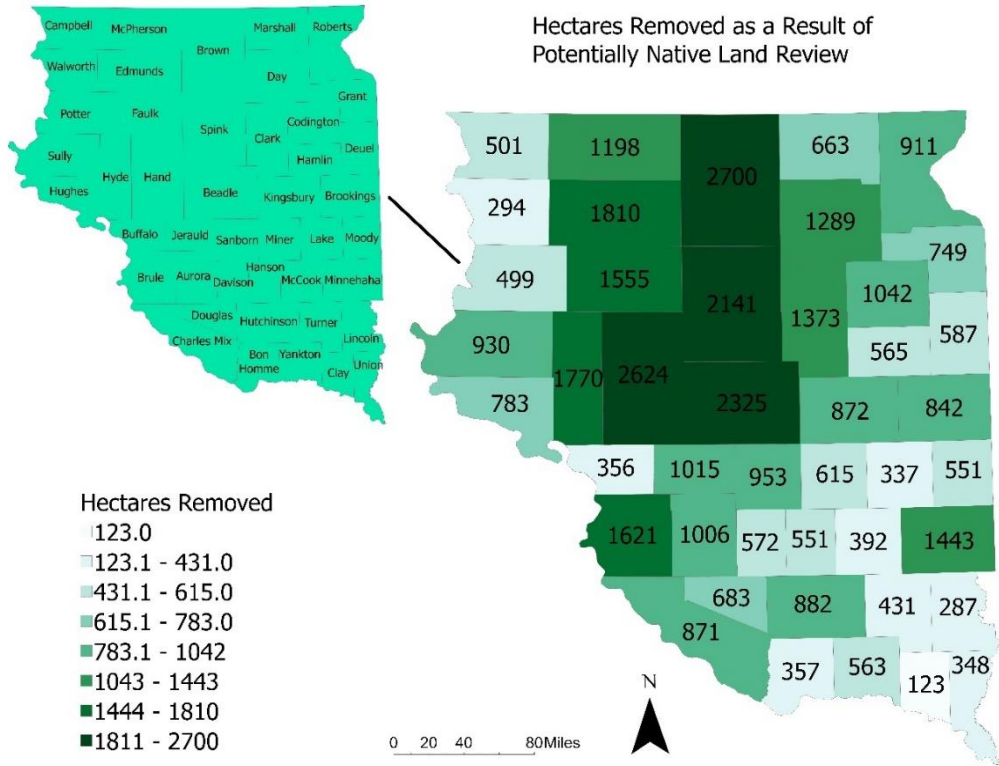 Campbell McPherson Marshall Roberts
Brown
Walworth Edmunds Day
Grant
Potter Faulk Codington
Spink Clark Deuel
Sully Hamlin
Hyde Hand
Hughes Beadle Kingsbury Brookings
Buffalo Jerauld Sanborn Miner Lake Moody
Hanson
Brule Aurora Davison McCook Minnehaha
Douglas Hutchinson Turner
Charles Mix Lincoln
Bon Yankton Union
Homme Clay
Hectares Removed as a Result of
Potentially Native Land Review
501 1198 2700 663 911
294 1810 1289
749
499 1555 2141 1373 1042
930 565 587
1770 2624
783 2325 872 842
356 1015 953 615 337 551
1621 1006 572 551 392 1443
683 882 431 287
871
357 563 123 348
Hectares Removed
123.0
123.1 - 431.0
431.1 - 615.0
615.1 - 783.0
783.1 - 1042
1043 - 1443
1444 - 1810
1811 - 2700
N
0 20 40 80Miles